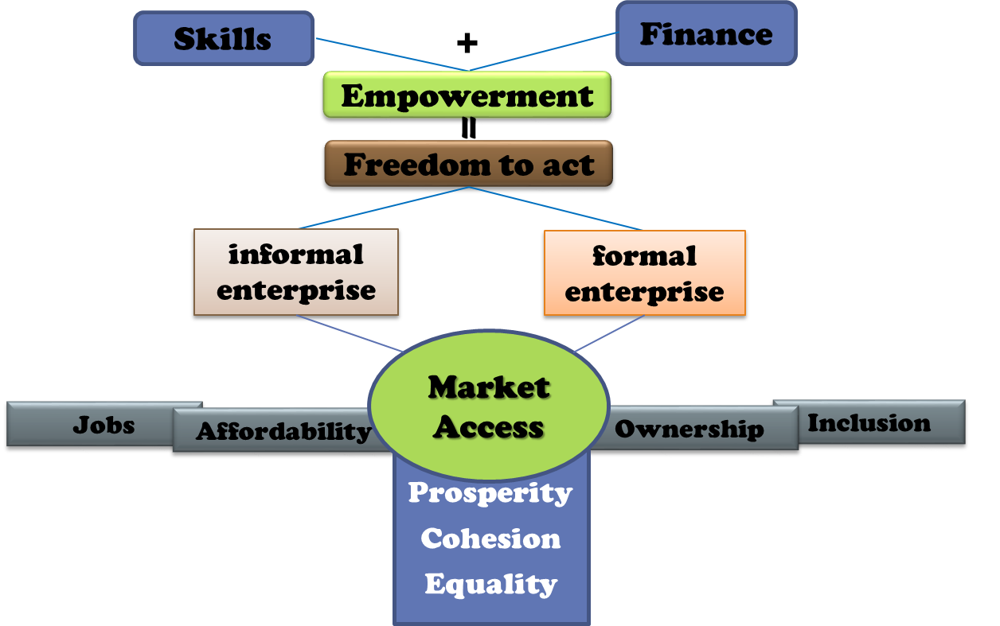 Skills
+
Finance
Empowerment
=
Freedom to act
informal
enterprise
formal
enterprise
Market
Access
Jobs
Affordability
Ownership
Inclusion
Prosperity
Cohesion
Equality